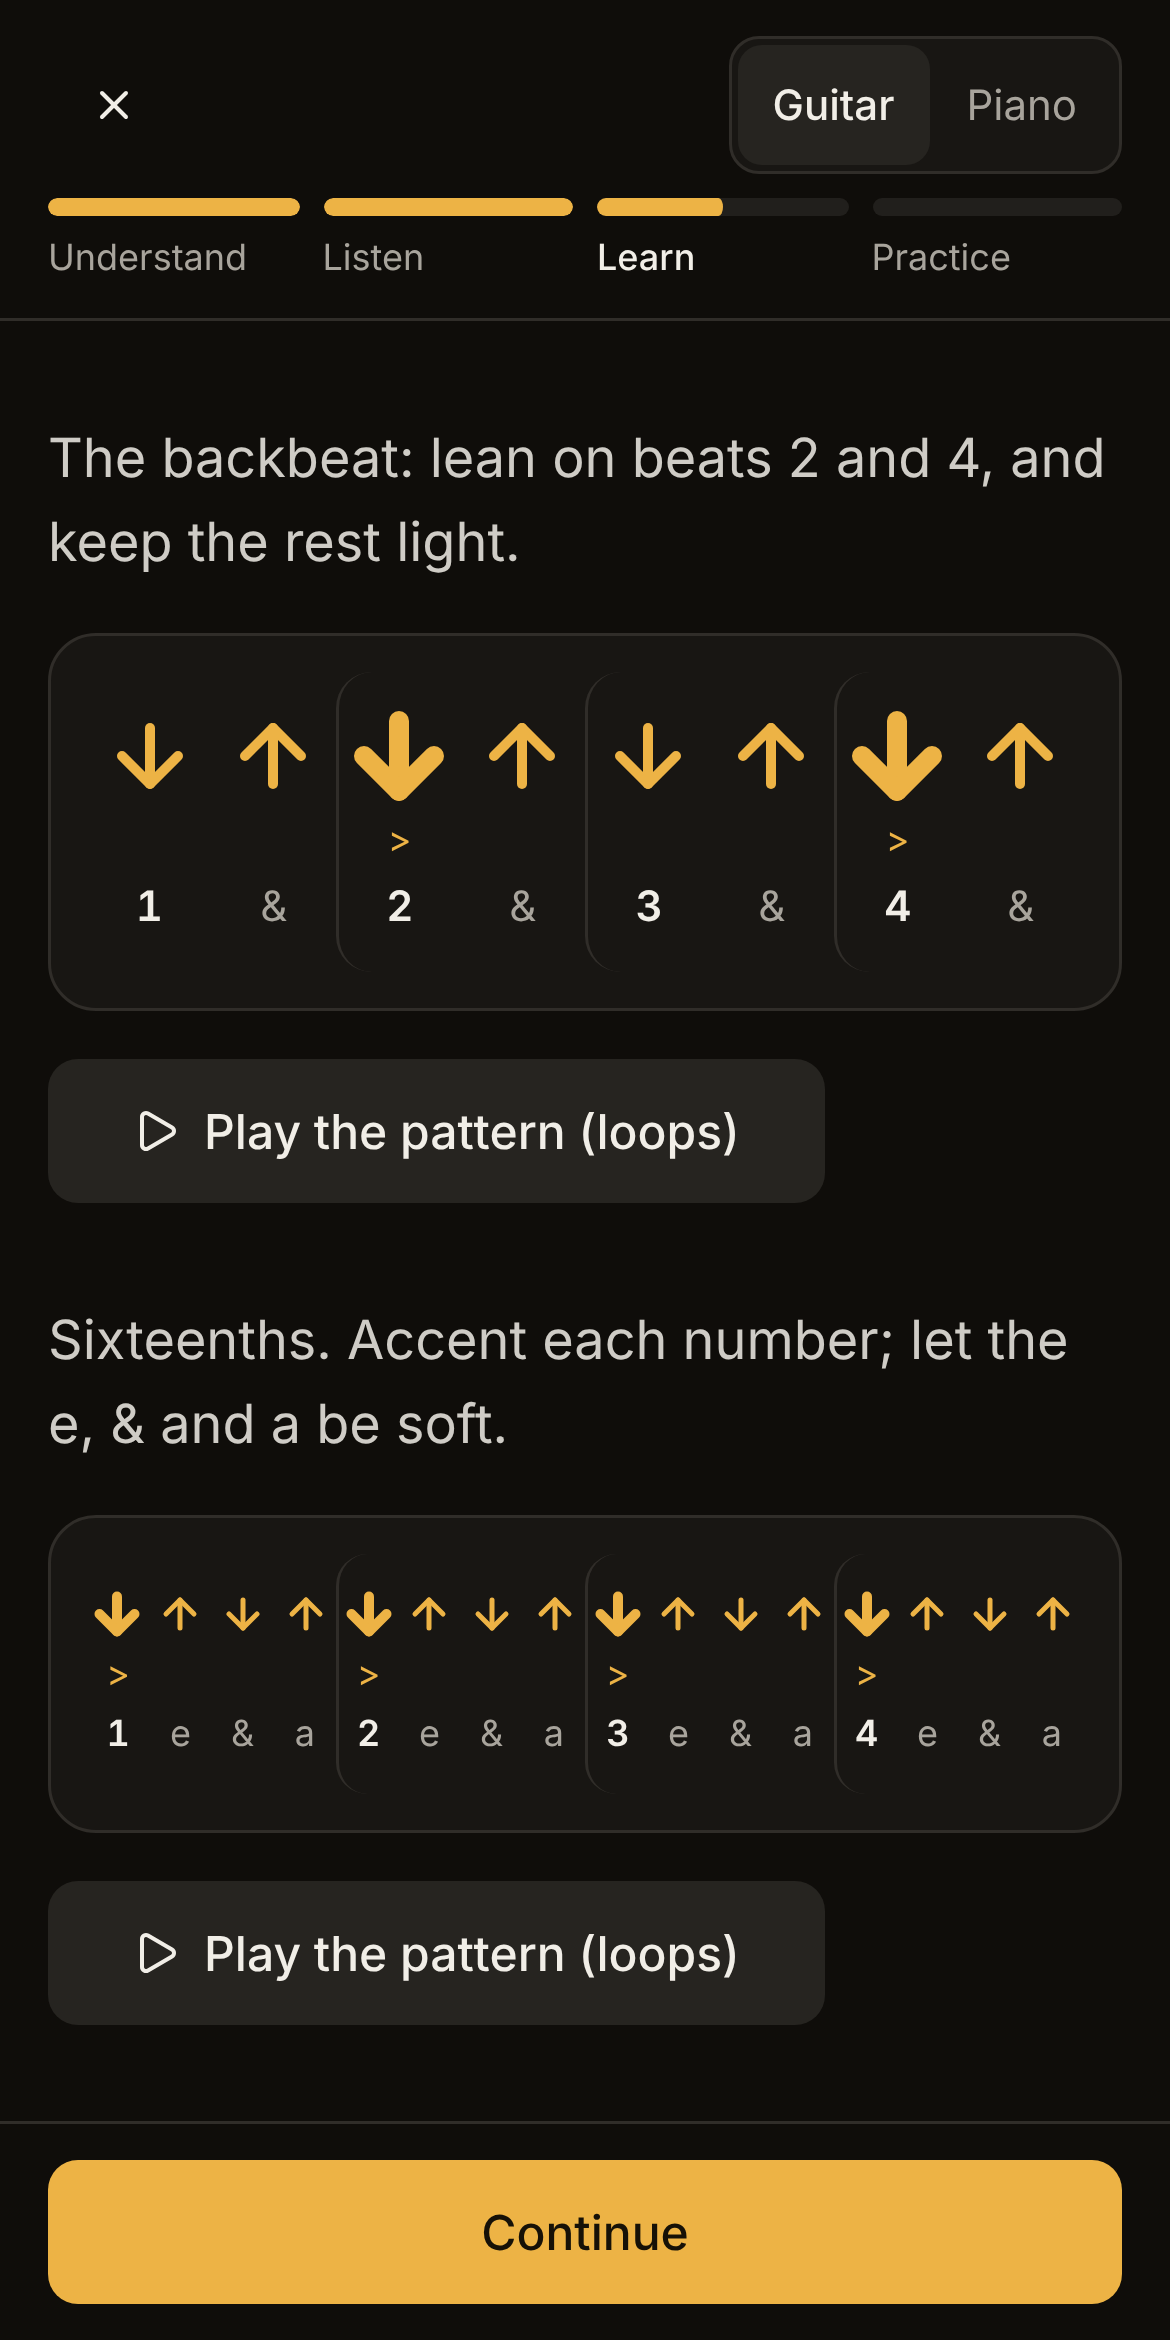 Guitar Piano
Understand Listen Learn Practice
The backbeat: lean on beats 2 and 4, and
keep the rest light.
> >
1 & 2 & 3 & 4 &
Play the pattern (loops)
Sixteenths. Accent each number; let the
e, & and a be soft.
> > > >
1 e & a 2 e & a 3 e & a 4 e & a
Play the pattern (loops)
Continue